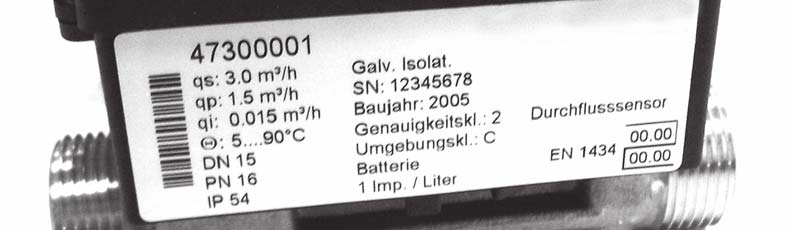 47300001
qs: 3.0 m³/h
qp: 1.5 m³/h
qi: 0.015 m³/h
Θ: 5....90°C
DN 15
PN 16
IP 54
Galv. Isolat.
SN: 12345678
Baujahr: 2005
Genauigkeitskl.: 2
Umgebungskl.: C
Batterie
1 Imp. / Liter
Durchflusssensor
00.00
EN 1434 00.00